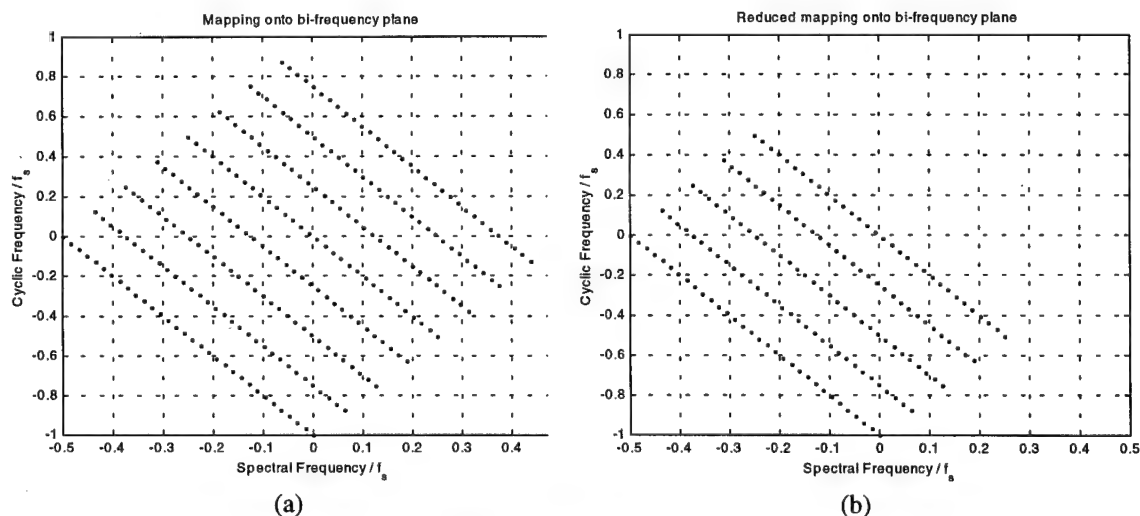 Mapping onto bi-frequency plane
1
0.8
0.6
0.4
0.2
0
-0.2
-0.4
-0.6
-0.8
-1
Cyclic Frequency / f_s
-0.5 -0.4 -0.3 -0.2 -0.1 0 0.1 0.2 0.3 0.4
Spectral Frequency / f_s
(a)
Reduced mapping onto bi-frequency plane
1
0.8
0.6
0.4
0.2
0
-0.2
-0.4
-0.6
-0.8
-1
Cyclic Frequency / f_s
-0.5 -0.4 -0.3 -0.2 -0.1 0 0.1 0.2 0.3 0.4 0.5
Spectral Frequency / f_s
(b)